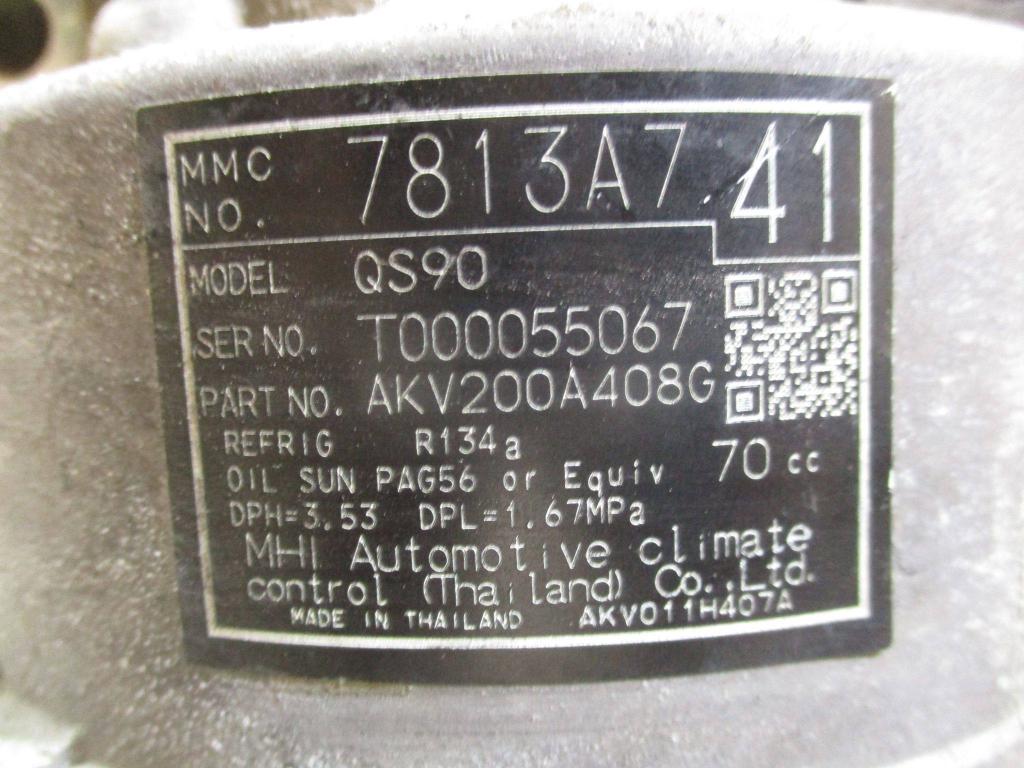 MMC NO. 7813A741
MODEL QS90
SER NO. T000055067
PART NO. AKV200A408G
REFRIG R134a 70 cc
OIL SUN PAG56 or Equiv
DPH=3.53 DPL=1.67MPa
MHI Automotive climate
control (Thailand) Co.,Ltd.
MADE IN THAILAND AKV011H407A